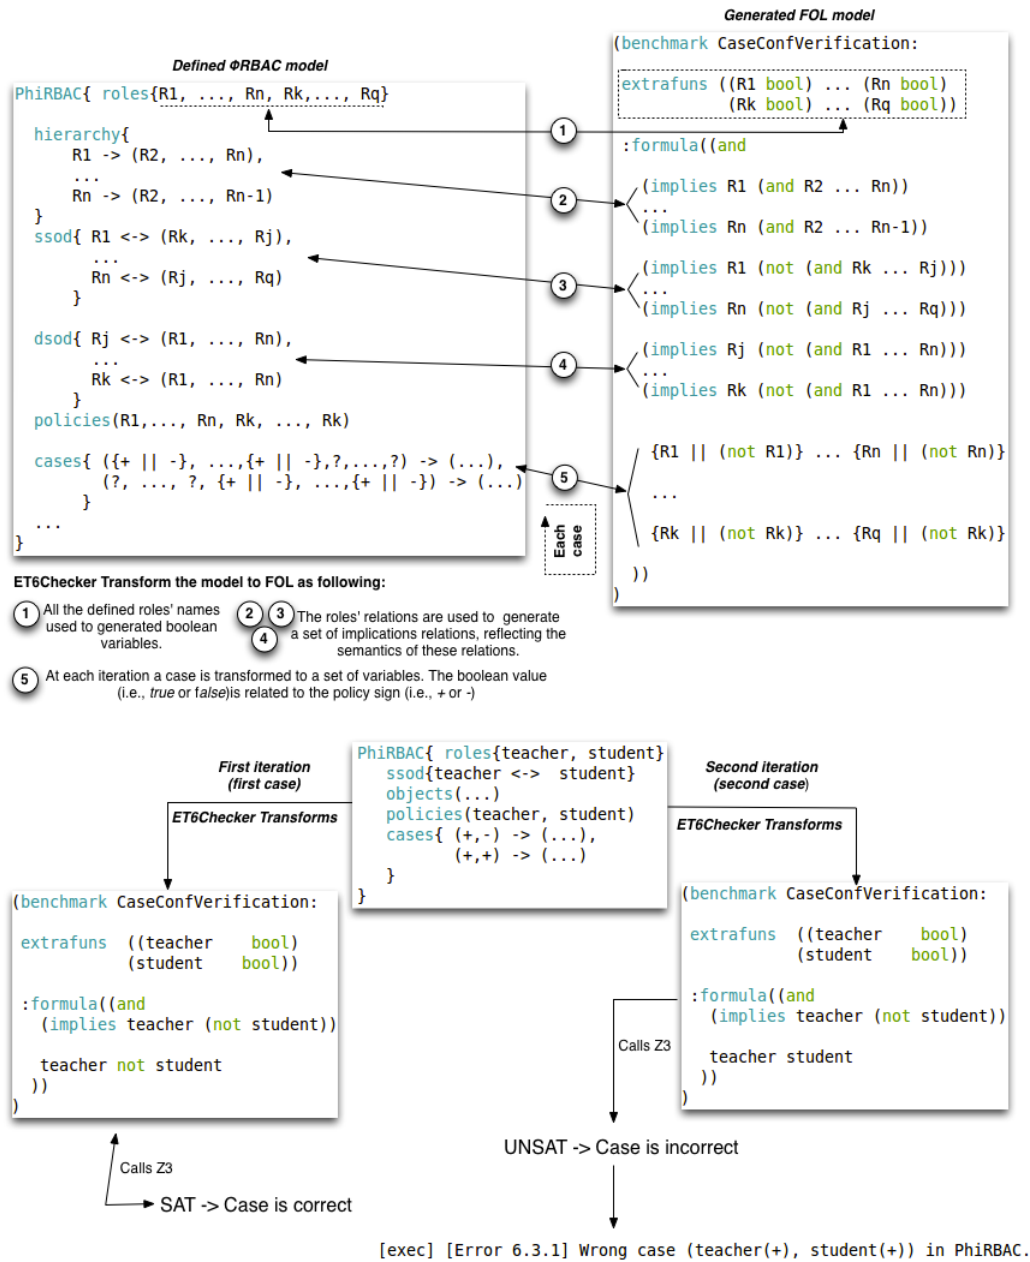 Generated FOL model
(benchmark CaseConfVerification:
extrafuns ((R1 bool) ... (Rn bool)
(Rk bool) ... (Rq bool))
:formula((and
(implies R1 (and R2 ... Rn))
...
(implies Rn (and R2 ... Rn-1))
(implies R1 (not (and Rk ... Rj)))
...
(implies Rn (not (and Rj ... Rq)))
(implies Rj (not (and R1 ... Rn)))
...
(implies Rk (not (and R1 ... Rn)))
{R1 || (not R1)} ... {Rn || (not Rn)}
...
{Rk || (not Rk)} ... {Rq || (not Rk)}
))
)
Defined ΦRBAC model
PhiRBAC{ roles{R1, ..., Rn, Rk,..., Rq}
hierarchy{
R1 -> (R2, ..., Rn),
...
Rn -> (R2, ..., Rn-1)
}
ssod{ R1 <-> (Rk, ..., Rj),
...
Rn <-> (Rj, ..., Rq)
}
dsod{ Rj <-> (R1, ..., Rn),
...
Rk <-> (R1, ..., Rn)
}
policies(R1,..., Rn, Rk, ..., Rk)
cases{ ({+ || -}, ...,{+ || -},?,...,?) -> (...),
(?, ..., ?, {+ || -}, ...,{+ || -}) -> (...)
}
...
}
1
2
3
4
5
Each
case
ET6Checker Transform the model to FOL as following:
1 All the defined roles' names
used to generated boolean
variables.
2 3 4 The roles' relations are used to generate
a set of implications relations, reflecting the
semantics of these relations.
5 At each iteration a case is transformed to a set of variables. The boolean value
(i.e., true or false)is related to the policy sign (i.e., + or -)
PhiRBAC{ roles{teacher, student}
ssod{teacher <-> student}
objects(...)
policies(teacher, student)
cases{ (+,-) -> (...),
(+,+) -> (...)
}
}
First iteration
(first case)
ET6Checker Transforms
(benchmark CaseConfVerification:
extrafuns ((teacher bool)
(student bool))
:formula((and
(implies teacher (not student))
teacher not student
))
)
Calls Z3
SAT -> Case is correct
Second iteration
(second case)
ET6Checker Transforms
(benchmark CaseConfVerification:
extrafuns ((teacher bool)
(student bool))
:formula((and
(implies teacher (not student))
teacher student
))
)
Calls Z3
UNSAT -> Case is incorrect
[exec] [Error 6.3.1] Wrong case (teacher(+), student(+)) in PhiRBAC.